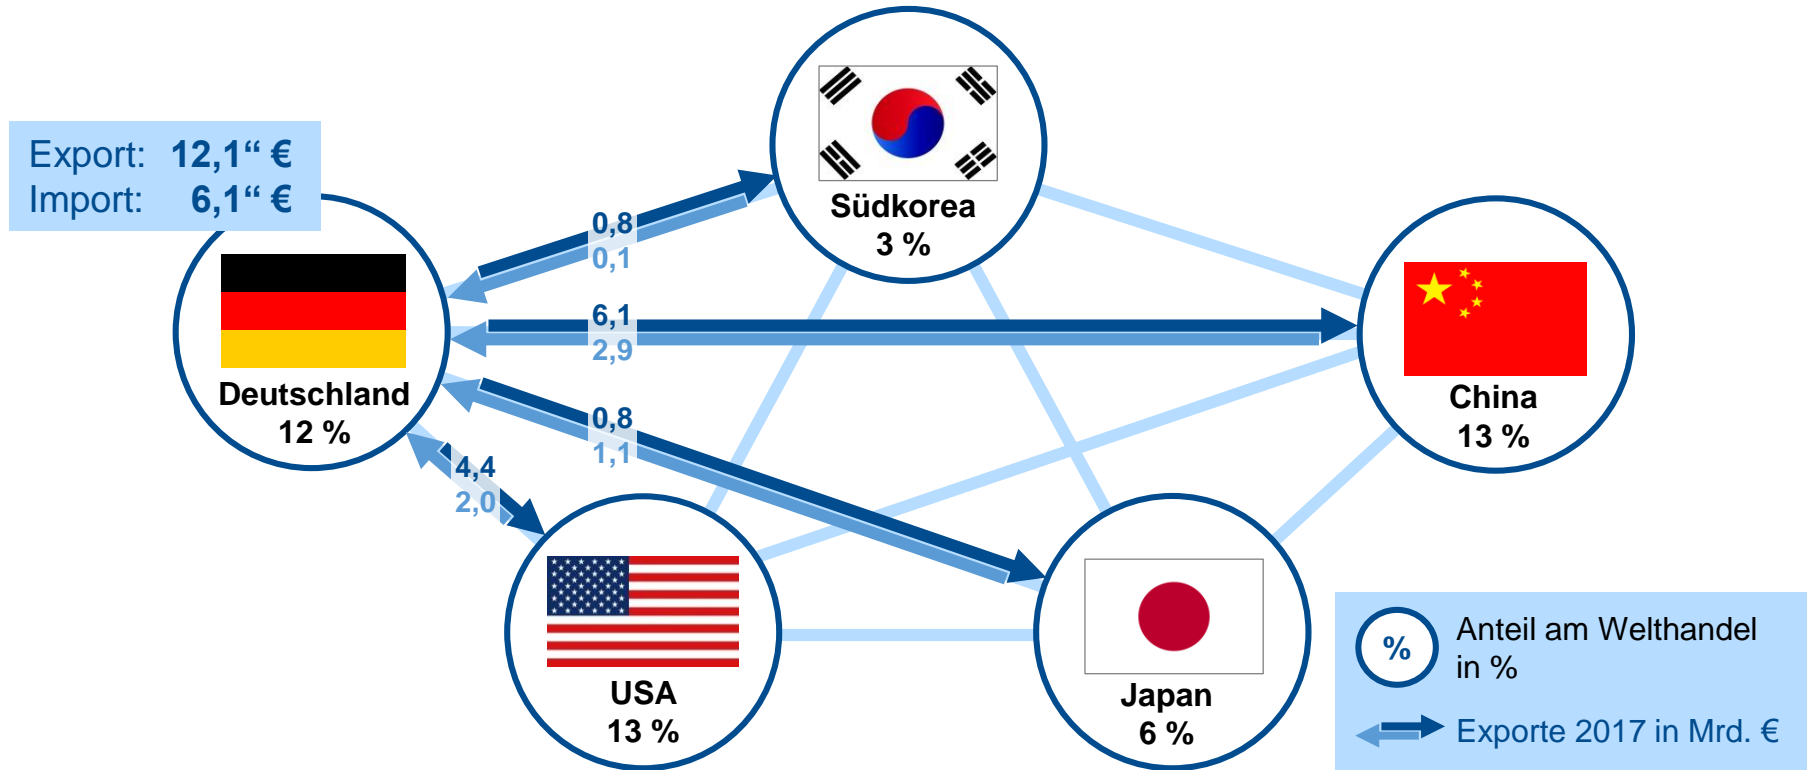 Export: 12,1“ €
Import: 6,1“ €
Südkorea
3 %
0,8
0,1
6,1
2,9
Deutschland
12 %
China
13 %
0,8
1,1
4,4
2,0
USA
13 %
Japan
6 %
% Anteil am Welthandel
in %
Exporte 2017 in Mrd. €